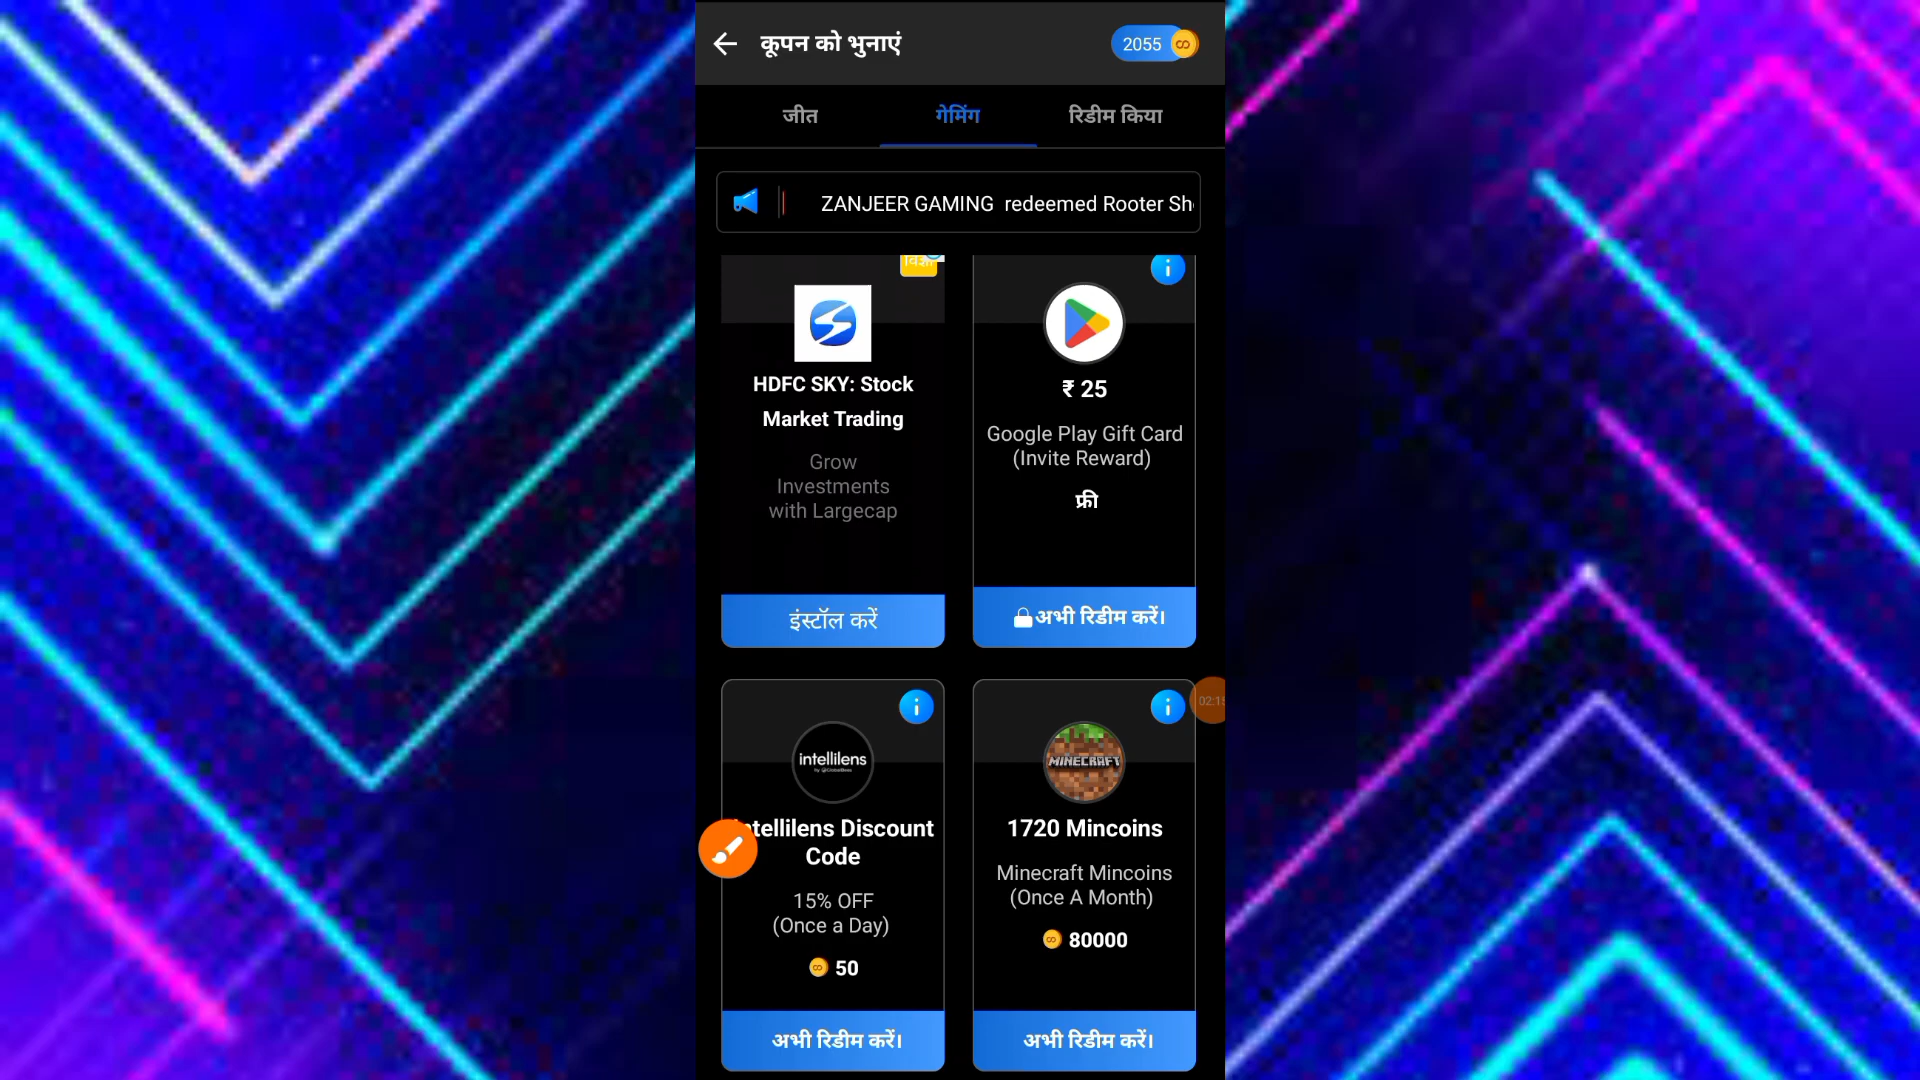 कूपन को भुनाएं
2055
जीत
गेमिंग
रिडीम किया
ZANJEER GAMING redeemed Rooter Sh
HDFC SKY: Stock
Market Trading
Grow
Investments
with Largecap
इंस्टॉल करें
₹ 25
Google Play Gift Card
(Invite Reward)
फ्री
अभी रिडीम करें।
intellilens
Intellilens Discount
Code
15% OFF
(Once a Day)
50
अभी रिडीम करें।
MINECRAFT
1720 Mincoins
Minecraft Mincoins
(Once A Month)
80000
अभी रिडीम करें।